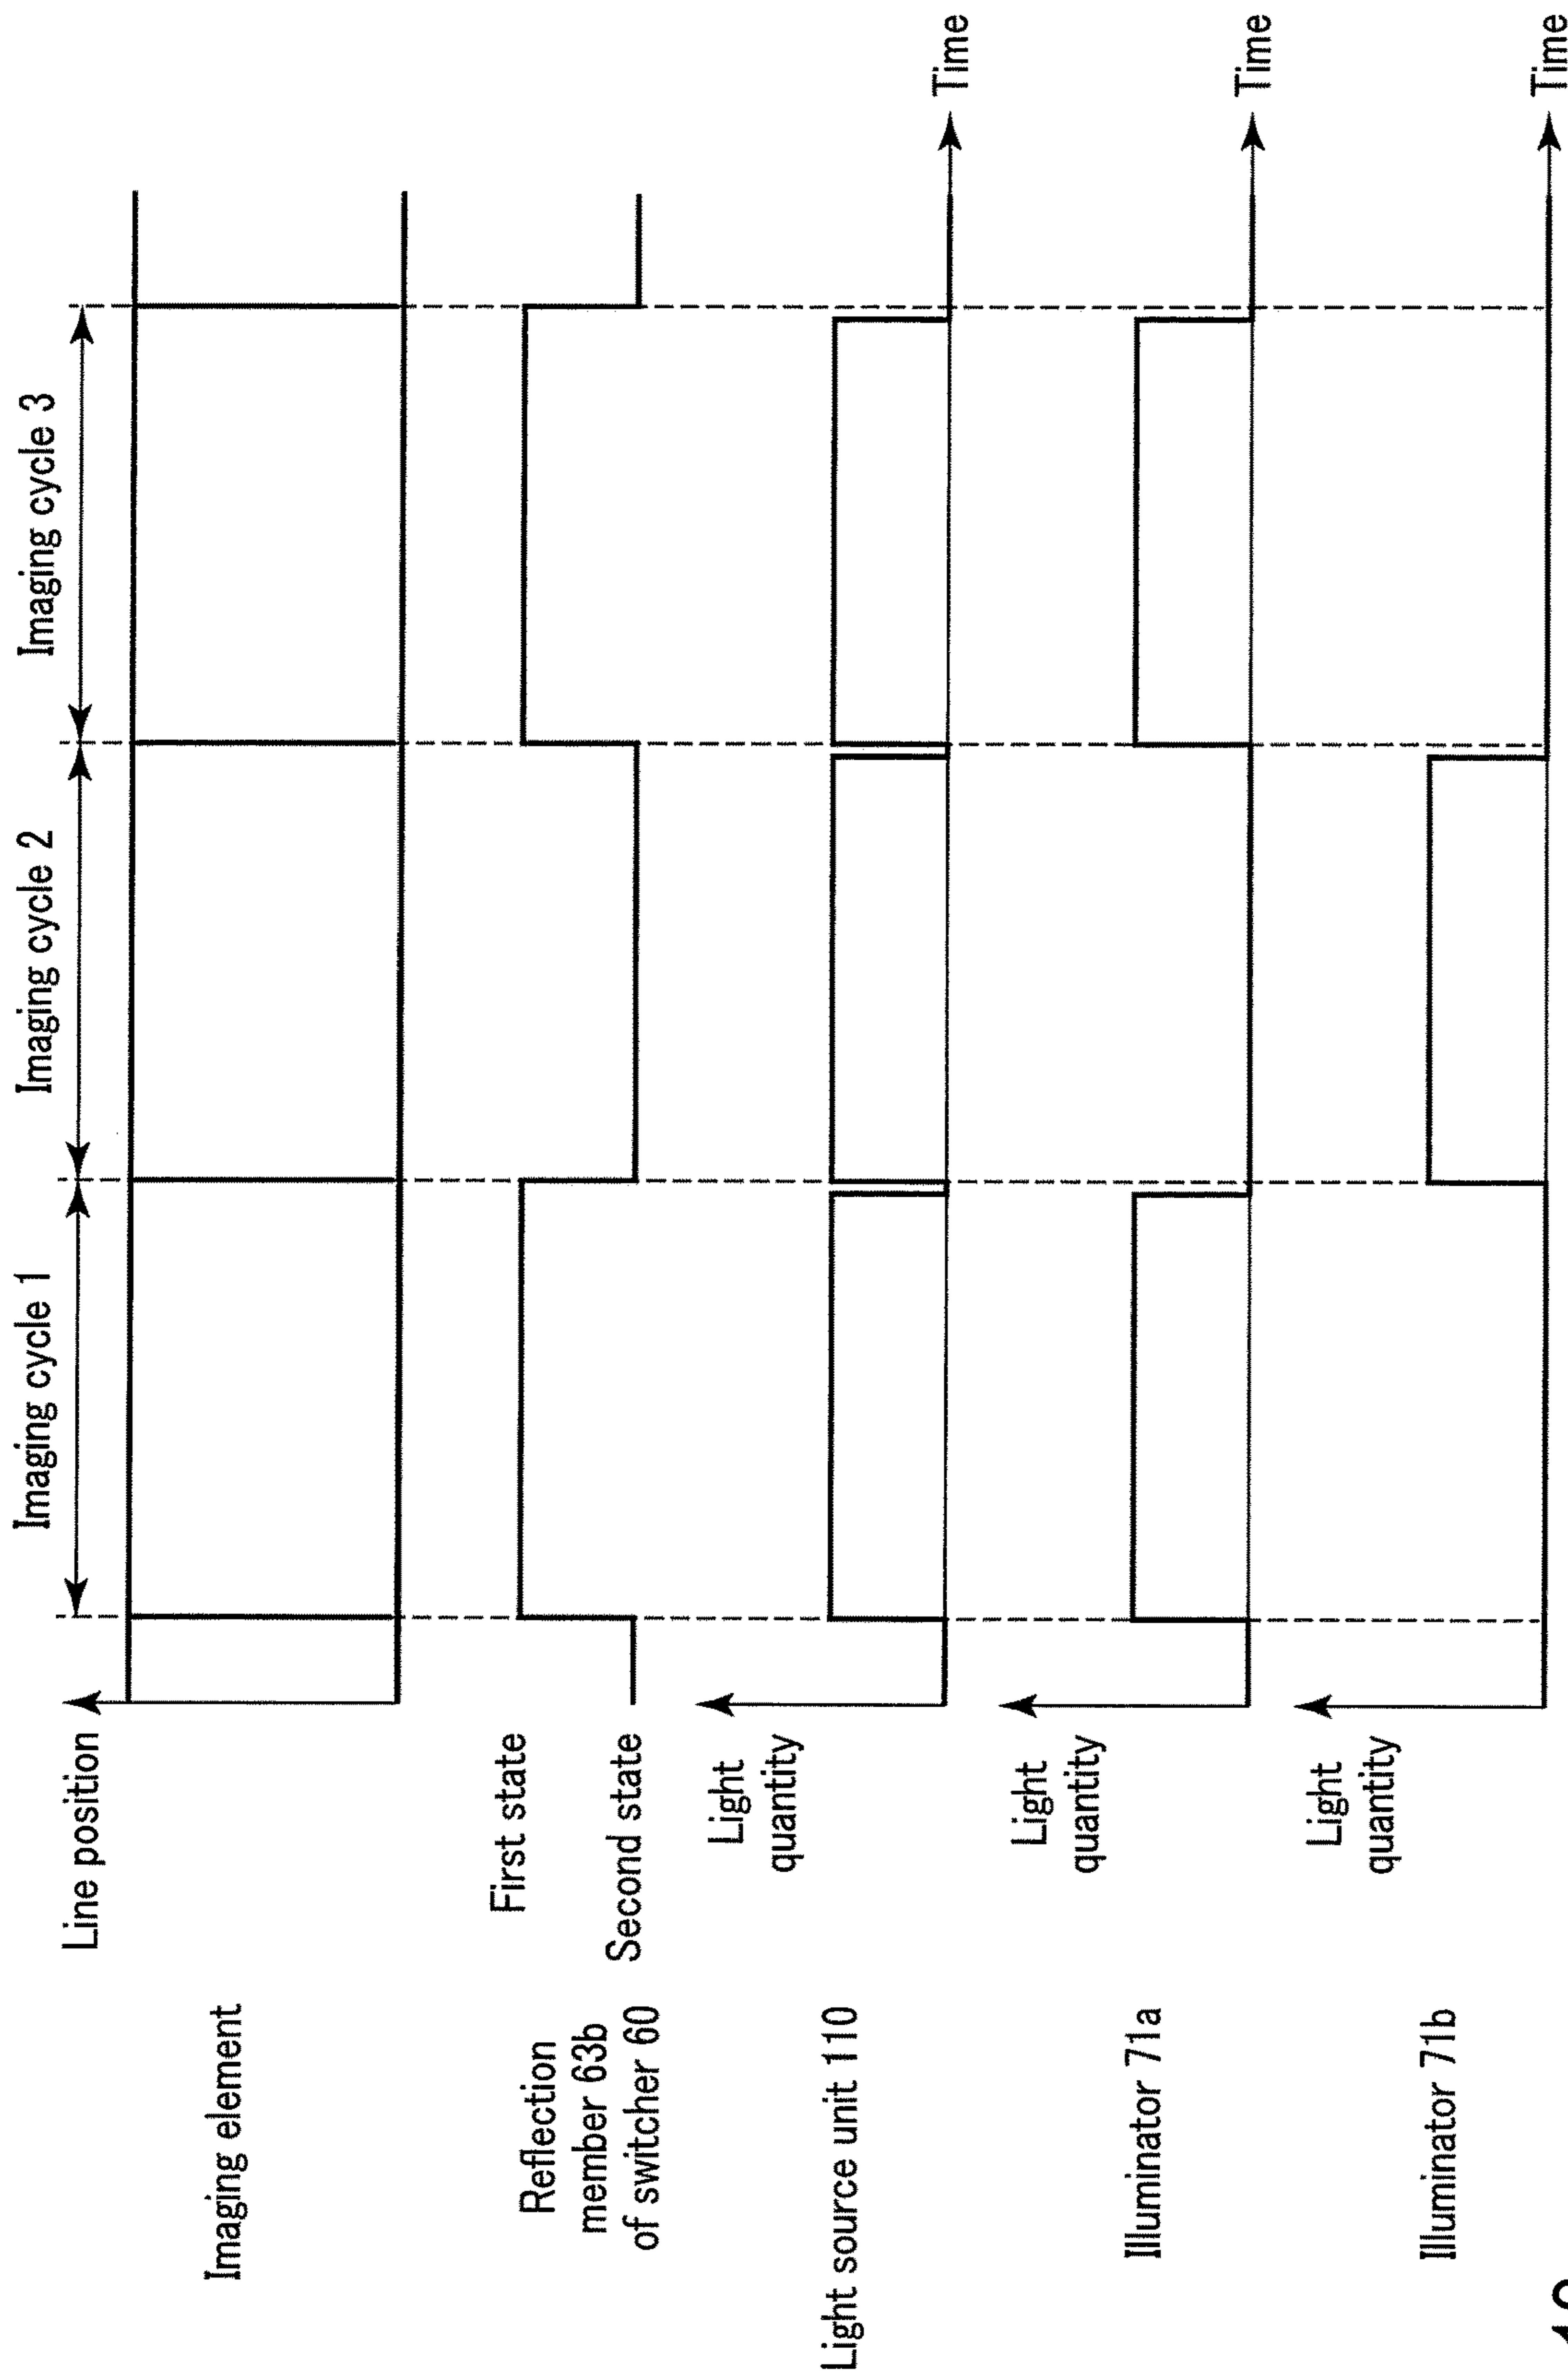 Imaging cycle 1
Imaging cycle 2
Imaging cycle 3
Line position
Imaging element
First state
Second state
Reflection
member 63b
of switcher 60
Light
quantity
Light source unit 110
Time
Light
quantity
Illuminator 71a
Time
Light
quantity
Illuminator 71b
Time